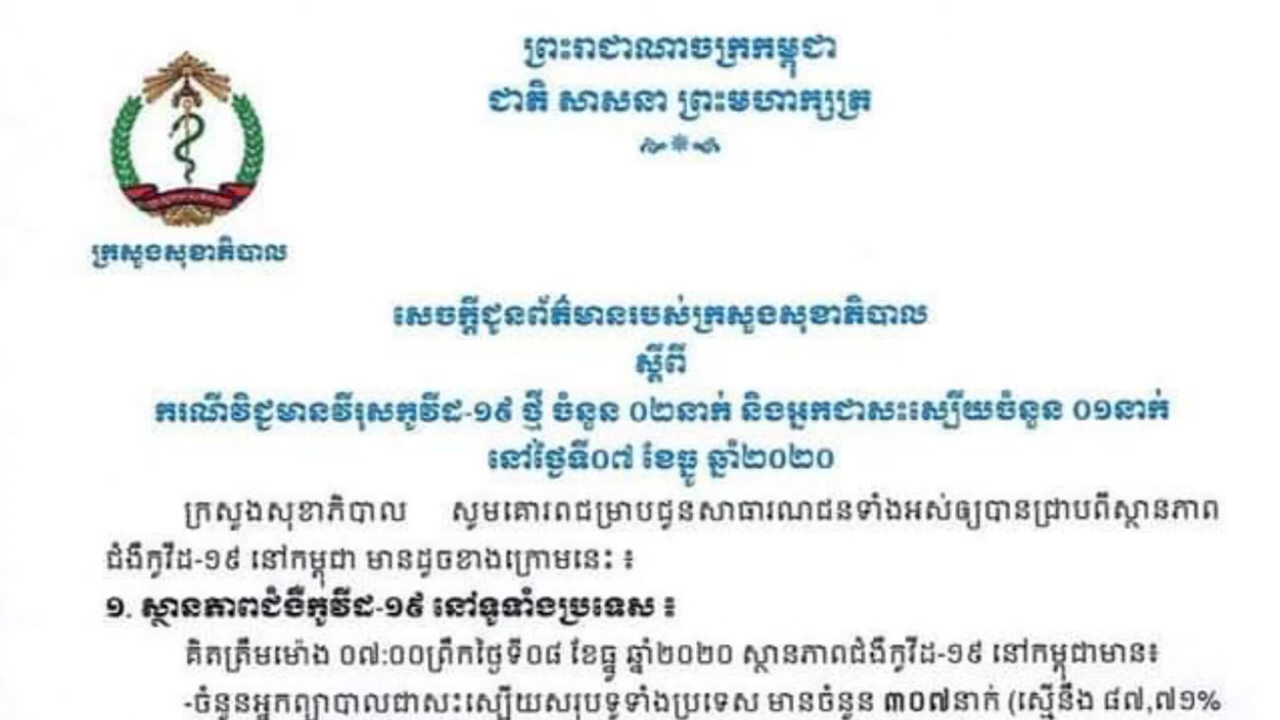 ព្រះរាជាណាចក្រកម្ពុជា
ជាតិ សាសនា ព្រះមហាក្សត្រ
ក្រសួងសុខាភិបាល
សេចក្តីជូនព័ត៌មានរបស់ក្រសួងសុខាភិបាល
ស្តីពី
ករណីវិជ្ជមានវីរុសកូវីដ-១៩ ថ្មី ចំនួន ០២នាក់ និងអ្នកជាសះស្បើយចំនួន ០១នាក់
នៅថ្ងៃទី០៧ ខែធ្នូ ឆ្នាំ២០២០
ក្រសួងសុខាភិបាល សូមគោរពជម្រាបជូនសាធារណជនទាំងអស់ឲ្យបានជ្រាបពីស្ថានភាព
ជំងឺកូវីដ-១៩ នៅកម្ពុជា មានដូចខាងក្រោមនេះ ៖
១. ស្ថានភាពជំងឺកូវីដ-១៩ នៅទូទាំងប្រទេស ៖
គិតត្រឹមម៉ោង ០៧:០០ព្រឹកថ្ងៃទី០៨ ខែធ្នូ ឆ្នាំ២០២០ ស្ថានភាពជំងឺកូវីដ-១៩ នៅកម្ពុជាមាន៖
-ចំនួនអ្នកព្យាបាលជាសះស្បើយសរុបទូទាំងប្រទេស មានចំនួន ៣០៧នាក់ (ស្មើនឹង ៨៧,៧១%